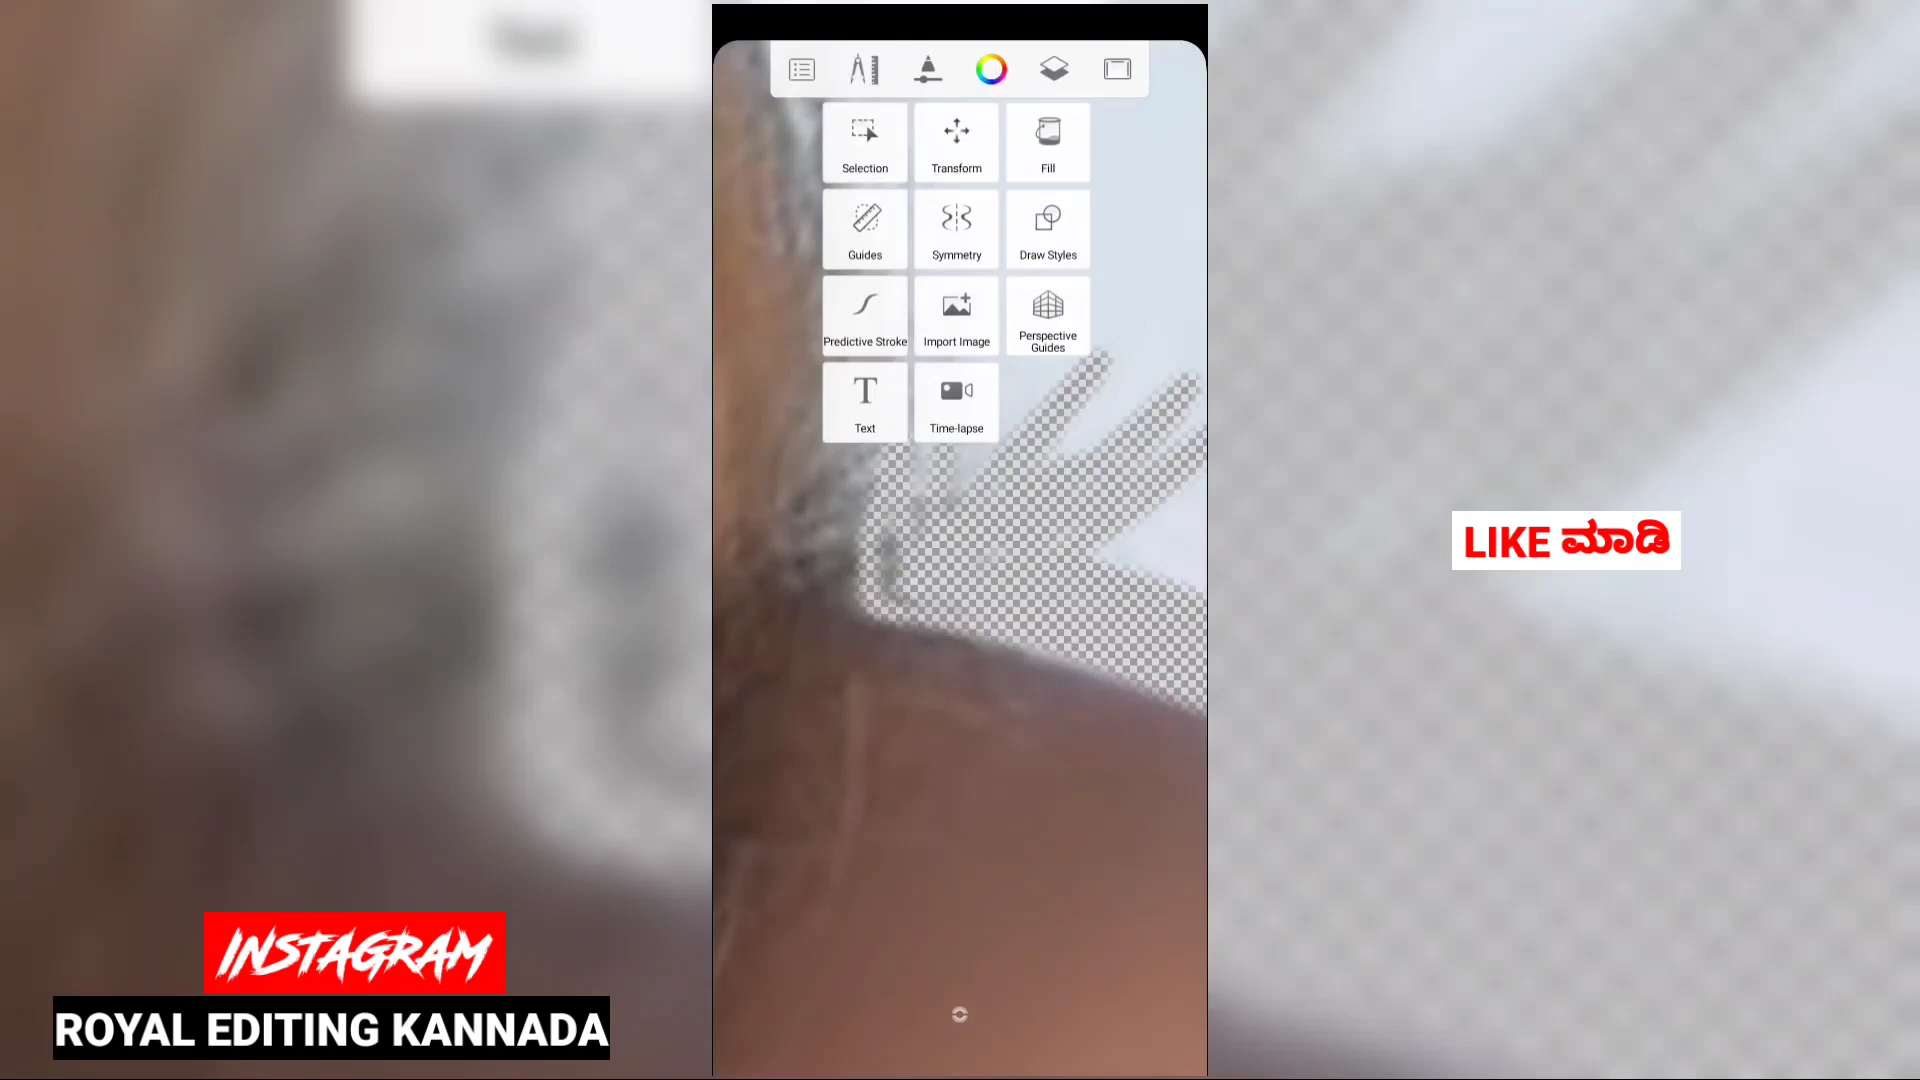 Selection
Transform
Fill
Guides
Symmetry
Draw Styles
Predictive Stroke
Import Image
Perspective
Guides
Text
Time-lapse
LIKE ಮಾಡಿ
INSTAGRAM
ROYAL EDITING KANNADA